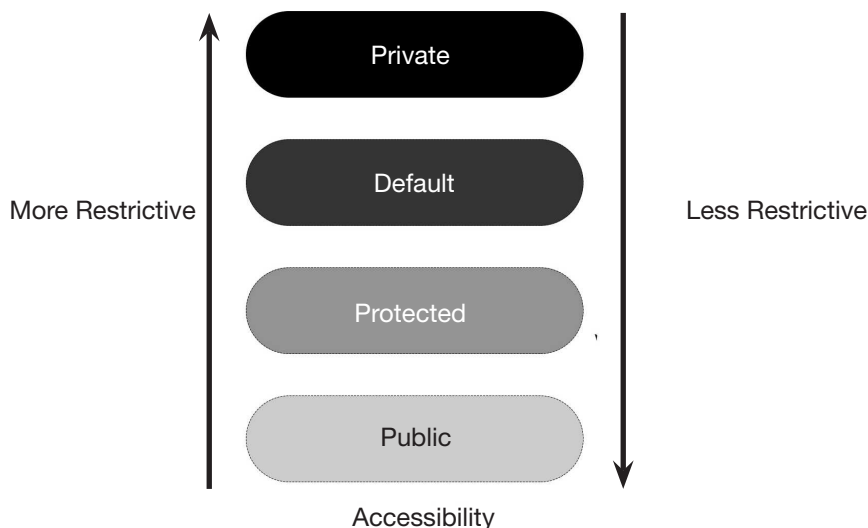 Private
Default
More Restrictive
Less Restrictive
Protected
Public
Accessibility